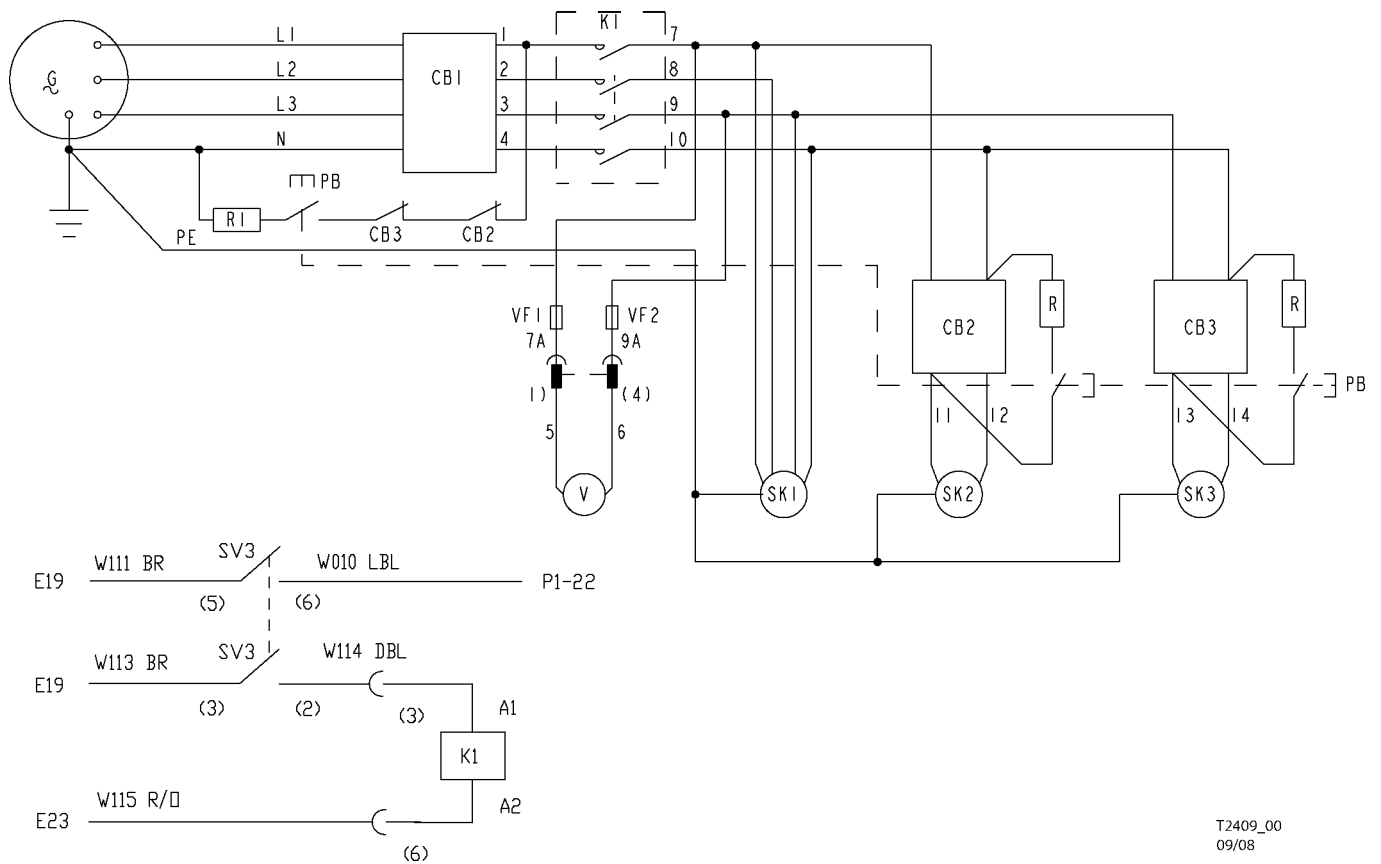 K1
L1 1 7
G L2 CB1 2 8
~
L3 3 9
N 4 10
PB
R1
PE CB3 CB2
VF1 VF2 CB2 R CB3 R
7A 9A
1) (4) PB
11 12 13 14
5 6
V SK1 SK2 SK3
SV3
W111 BR W010 LBL
E19 P1-22
(5) (6)
SV3 W114 DBL
W113 BR
E19
(3) (2) (3) A1
K1
W115 R/O A2
E23
(6)
T2409_00
09/08